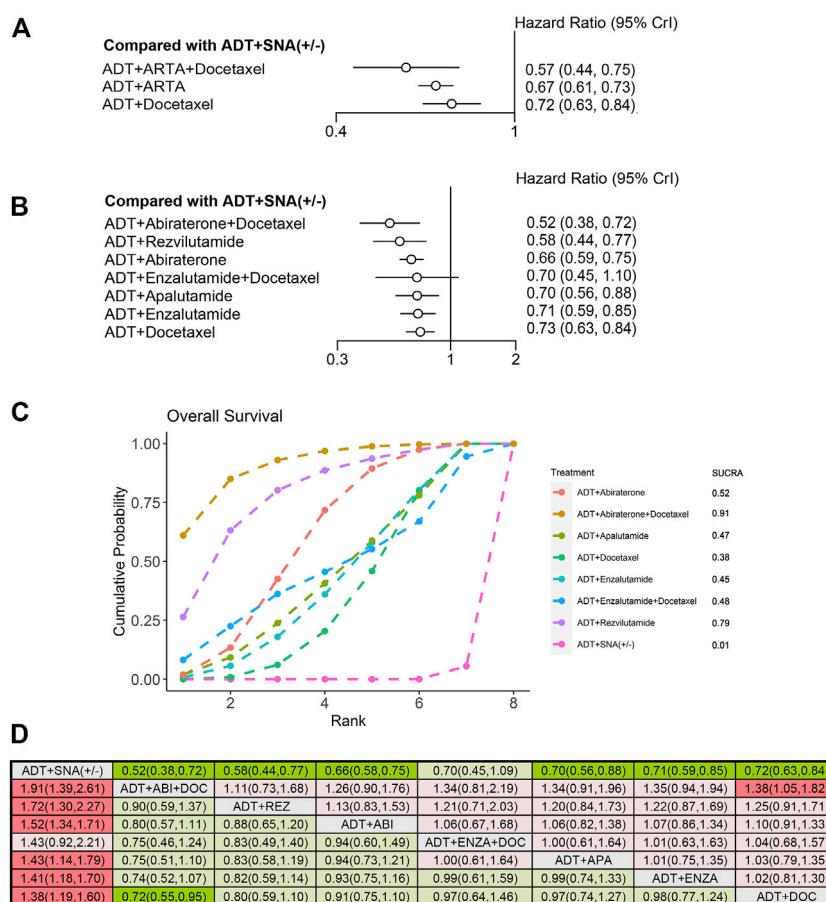 A
Hazard Ratio (95% CrI)
Compared with ADT+SNA(+/-)
ADT+ARTA+Docetaxel 0.57 (0.44, 0.75)
ADT+ARTA 0.67 (0.61, 0.73)
ADT+Docetaxel 0.72 (0.63, 0.84)
0.4 1
Hazard Ratio (95% CrI)
B
Compared with ADT+SNA(+/-)
ADT+Abiraterone+Docetaxel 0.52 (0.38, 0.72)
ADT+Rezvilutamide 0.58 (0.44, 0.77)
ADT+Abiraterone 0.66 (0.59, 0.75)
ADT+Enzalutamide+Docetaxel 0.70 (0.45, 1.10)
ADT+Apalutamide 0.70 (0.56, 0.88)
ADT+Enzalutamide 0.71 (0.59, 0.85)
ADT+Docetaxel 0.73 (0.63, 0.84)
0.3 1 2
C
Overall Survival
Cumulative Probability
1.00
0.75
0.50
0.25
0.00
2 4 6 8
Rank
Treatment SUCRA
ADT+Abiraterone 0.52
ADT+Abiraterone+Docetaxel 0.91
ADT+Apalutamide 0.47
ADT+Docetaxel 0.38
ADT+Enzalutamide 0.45
ADT+Enzalutamide+Docetaxel 0.48
ADT+Rezvilutamide 0.79
ADT+SNA(+/-) 0.01
D
ADT+SNA(+/-) 0.52(0.38,0.72) 0.58(0.44,0.77) 0.66(0.58,0.75) 0.70(0.45,1.09) 0.70(0.56,0.88) 0.71(0.59,0.85) 0.72(0.63,0.84
1.91(1.39,2.61) ADT+ABI+DOC 1.11(0.73,1.68) 1.26(0.90,1.76) 1.34(0.81,2.19) 1.34(0.91,1.96) 1.35(0.94,1.94) 1.38(1.05,1.82
1.72(1.30,2.27) 0.90(0.59,1.37) ADT+REZ 1.13(0.83,1.53) 1.21(0.71,2.03) 1.20(0.84,1.73) 1.22(0.87,1.69) 1.25(0.91,1.71
1.52(1.34,1.71) 0.80(0.57,1.11) 0.88(0.65,1.20) ADT+ABI 1.06(0.67,1.68) 1.06(0.82,1.38) 1.07(0.86,1.34) 1.10(0.91,1.33
1.43(0.92,2.21) 0.75(0.46,1.24) 0.83(0.49,1.40) 0.94(0.60,1.49) ADT+ENZA+DOC 1.00(0.61,1.64) 1.01(0.63,1.63) 1.04(0.68,1.57
1.43(1.14,1.79) 0.75(0.51,1.10) 0.83(0.58,1.19) 0.94(0.73,1.21) 1.00(0.61,1.64) ADT+APA 1.01(0.75,1.35) 1.03(0.79,1.35
1.41(1.18,1.70) 0.74(0.52,1.07) 0.82(0.59,1.14) 0.93(0.75,1.16) 0.99(0.61,1.59) 0.99(0.74,1.33) ADT+ENZA 1.02(0.81,1.30
1.38(1.19,1.60) 0.72(0.55,0.95) 0.80(0.59,1.10) 0.91(0.75,1.10) 0.97(0.64,1.46) 0.97(0.74,1.27) 0.98(0.77,1.24) ADT+DOC